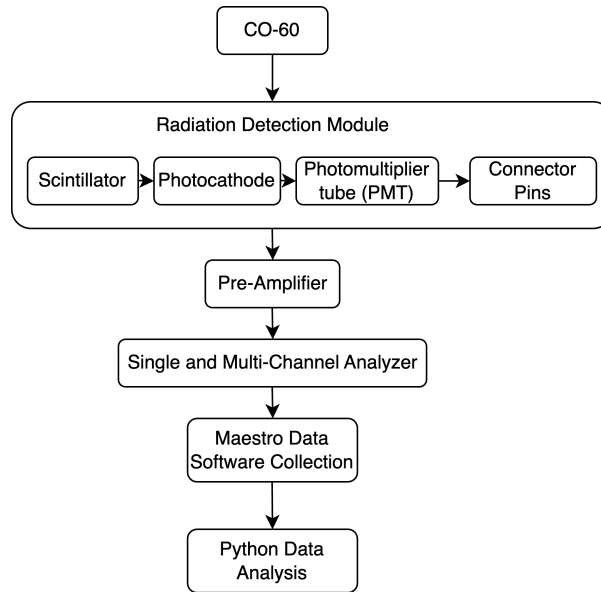 CO-60
Radiation Detection Module
Scintillator
Photocathode
Photomultiplier
tube (PMT)
Connector
Pins
Pre-Amplifier
Single and Multi-Channel Analyzer
Maestro Data
Software Collection
Python Data
Analysis